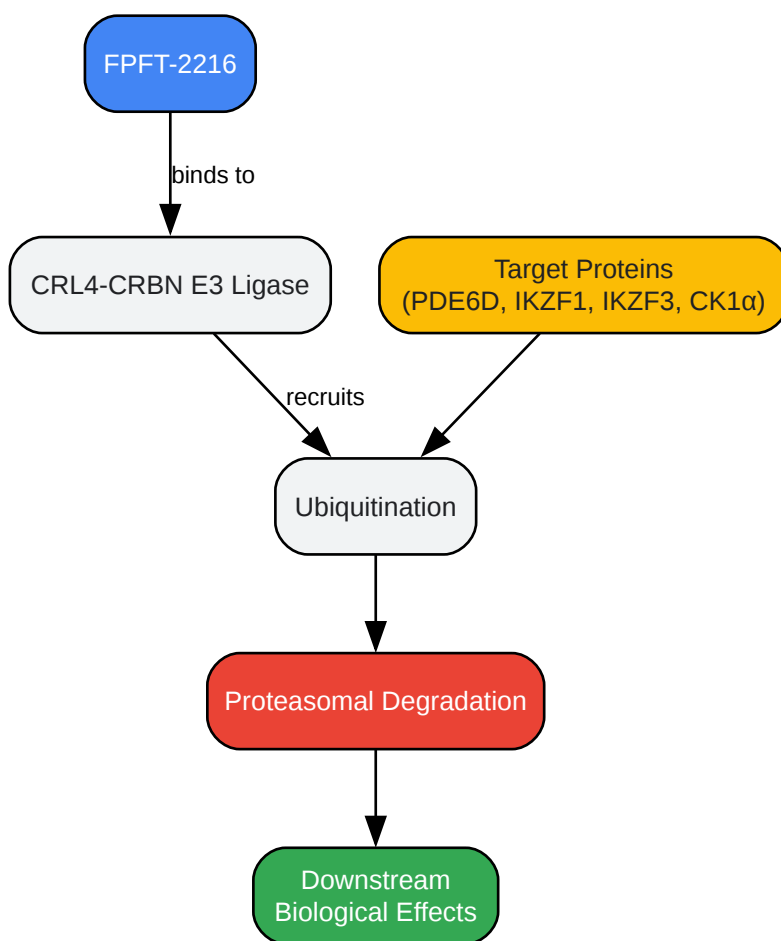 FPFT-2216
binds to
CRL4-CRBN E3 Ligase
Target Proteins
(PDE6D, IKZF1, IKZF3, CK1α)
recruits
Ubiquitination
Proteasomal Degradation
Downstream
Biological Effects